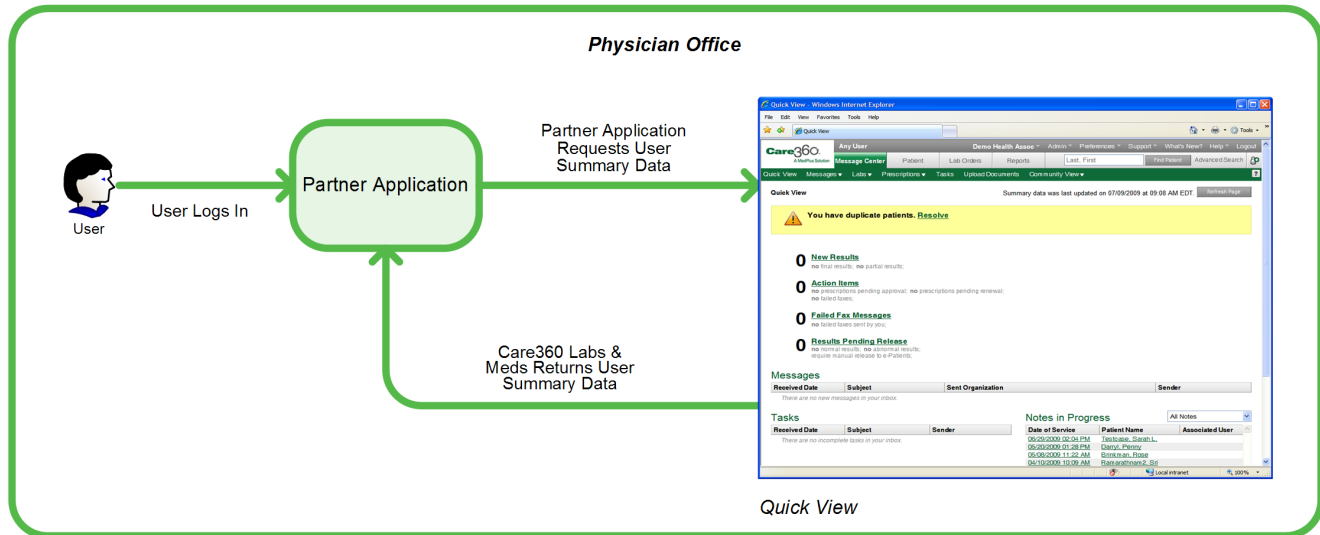 Physician Office
User
User Logs In
Partner Application
Partner Application
Requests User
Summary Data
Care360 Labs &
Meds Returns User
Summary Data
Quick View - Windows Internet Explorer
File Edit View Favorites Tools Help
Quick View
Tools
Care360
A MedPlus Solution
Any User
Demo Health Assoc Admin Preferences Support What's New? Help Logout
Message Center Patient Lab Orders Reports Last, First Find Patient Advanced Search
Quick View Messages Labs Prescriptions Tasks Upload Documents Community View ?
Quick View Summary data was last updated on 07/09/2009 at 09:08 AM EDT. Refresh Page
You have duplicate patients. Resolve
0 New Results
no final results; no partial results;
0 Action Items
no prescriptions pending approval; no prescriptions pending renewal;
no failed faxes;
0 Failed Fax Messages
no failed faxes sent by you;
0 Results Pending Release
no normal results; no abnormal results;
require manual release to e-Patients;
Messages
Received Date Subject Sent Organization Sender
There are no new messages in your inbox.
Tasks
Received Date Subject Sender
There are no incomplete tasks in your inbox.
Notes in Progress All Notes
Date of Service Patient Name Associated User
06/29/2009 02:04 PM Testcase, Sarah L.
05/20/2009 01:28 PM Darryl, Penny
05/08/2009 11:22 AM Brinkman, Rose
04/10/2009 10:09 AM Ramarathnam2, Sri
Local intranet 100%
Quick View